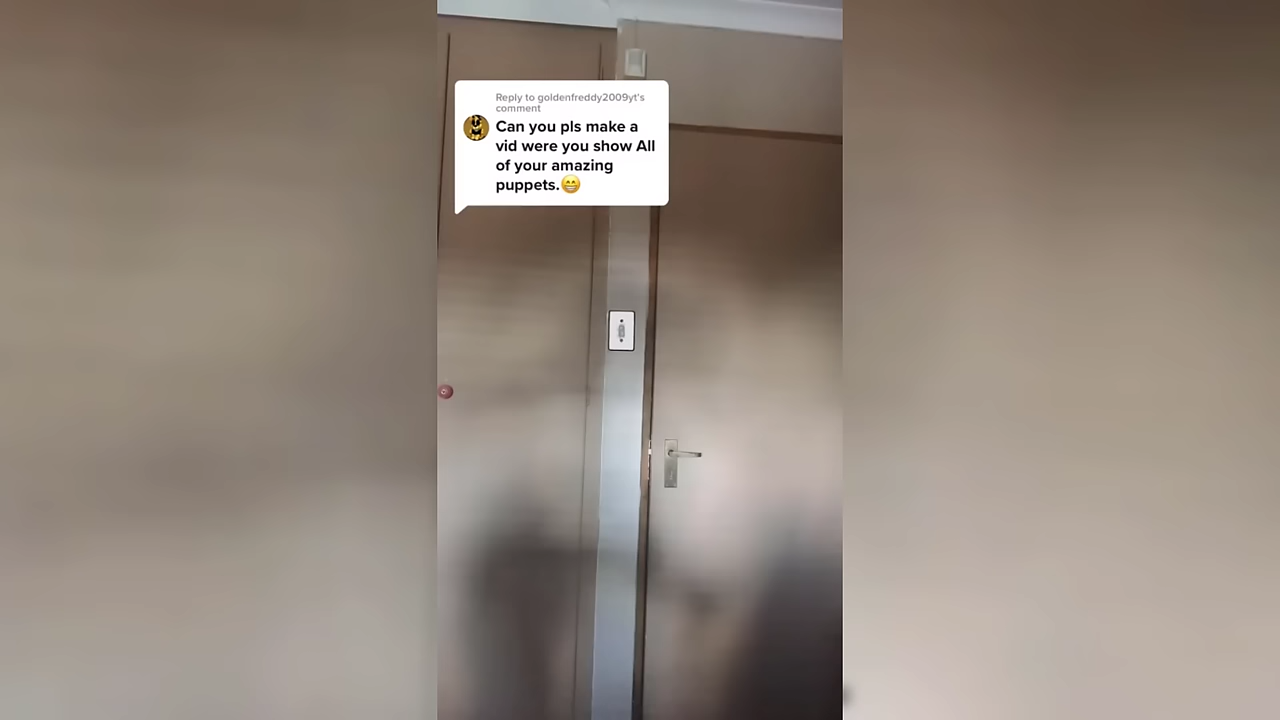 Reply to goldenfreddy2009yt's
comment
Can you pls make a
vid were you show All
of your amazing
puppets.😁